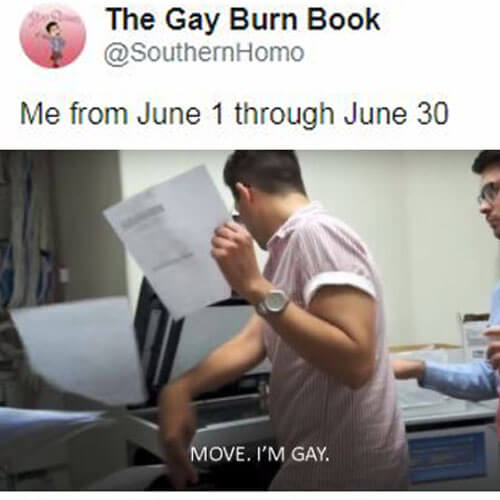 The Gay Burn Book
@SouthernHomo
Me from June 1 through June 30
MOVE. I'M GAY.